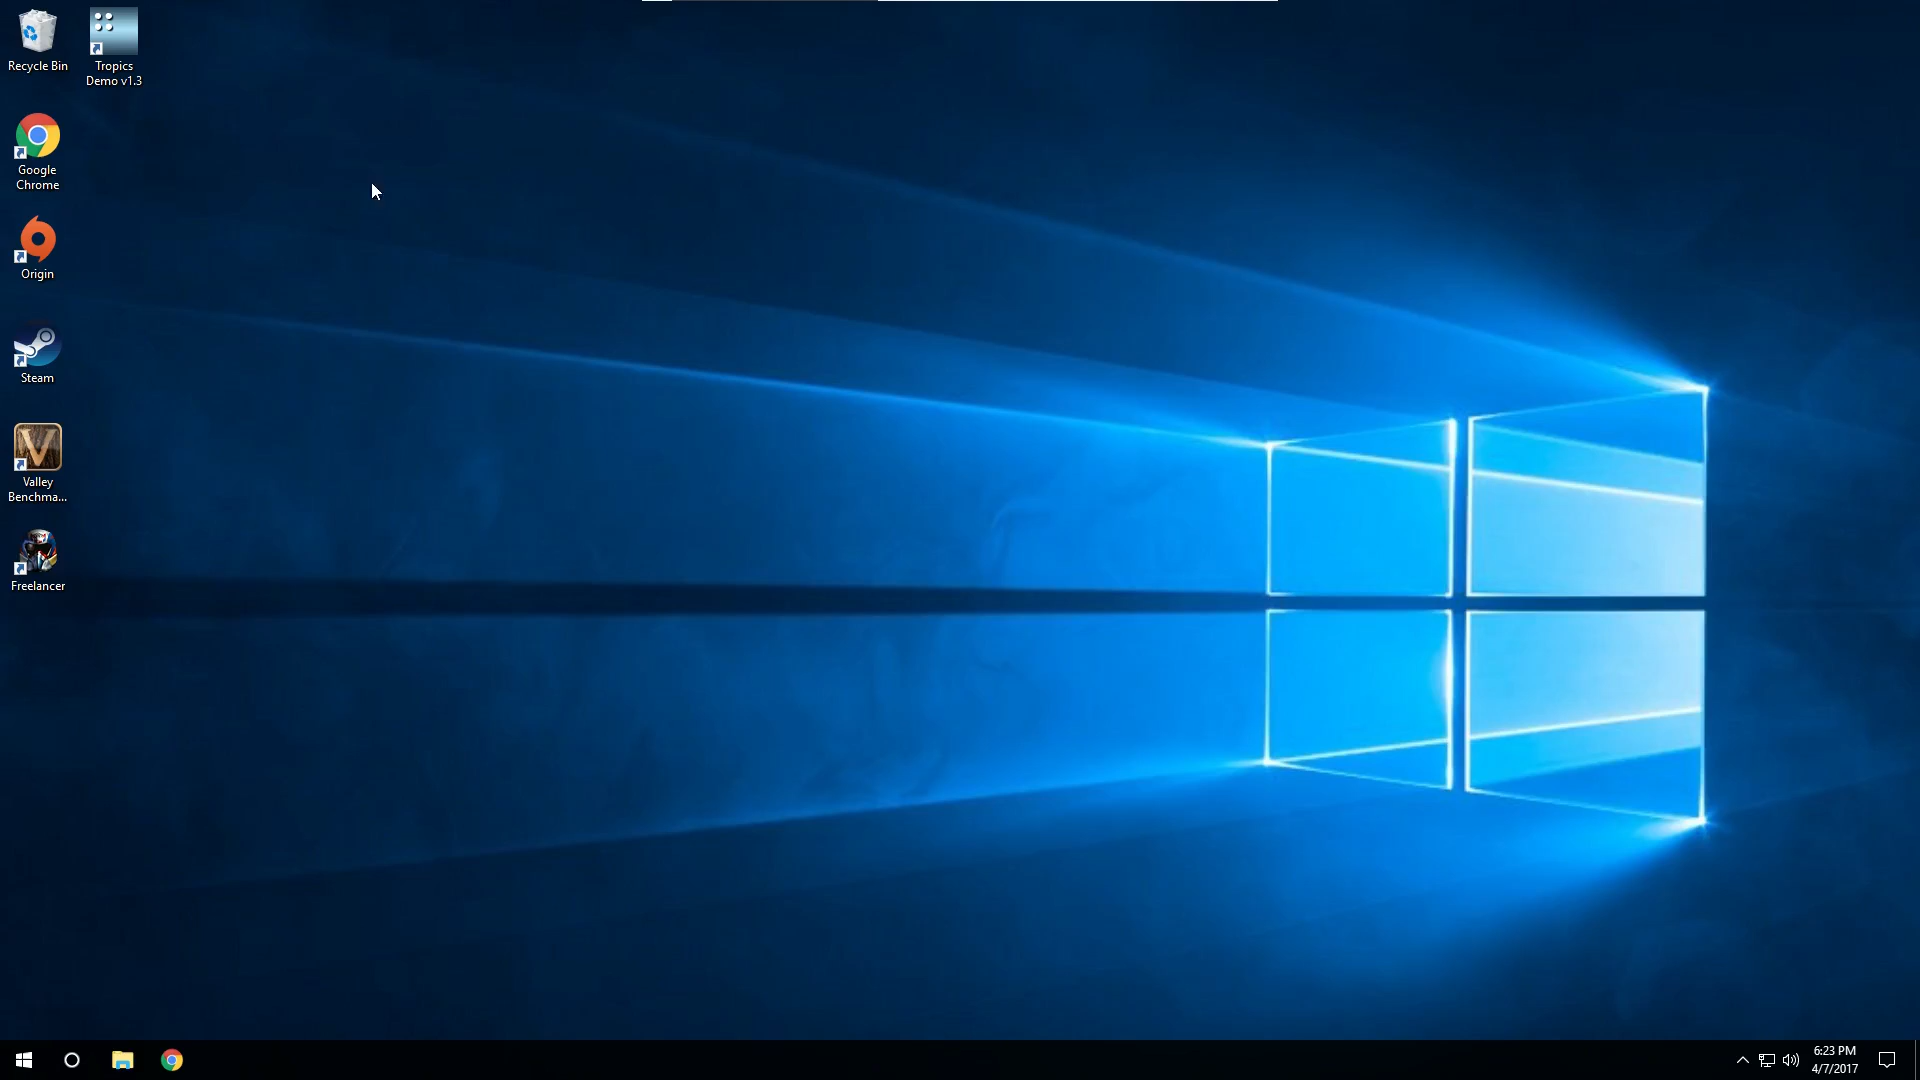 Recycle Bin
Tropics
Demo v1.3
Google
Chrome
Origin
Steam
V
Valley
Benchma...
Freelancer
6:23 PM
4/7/2017